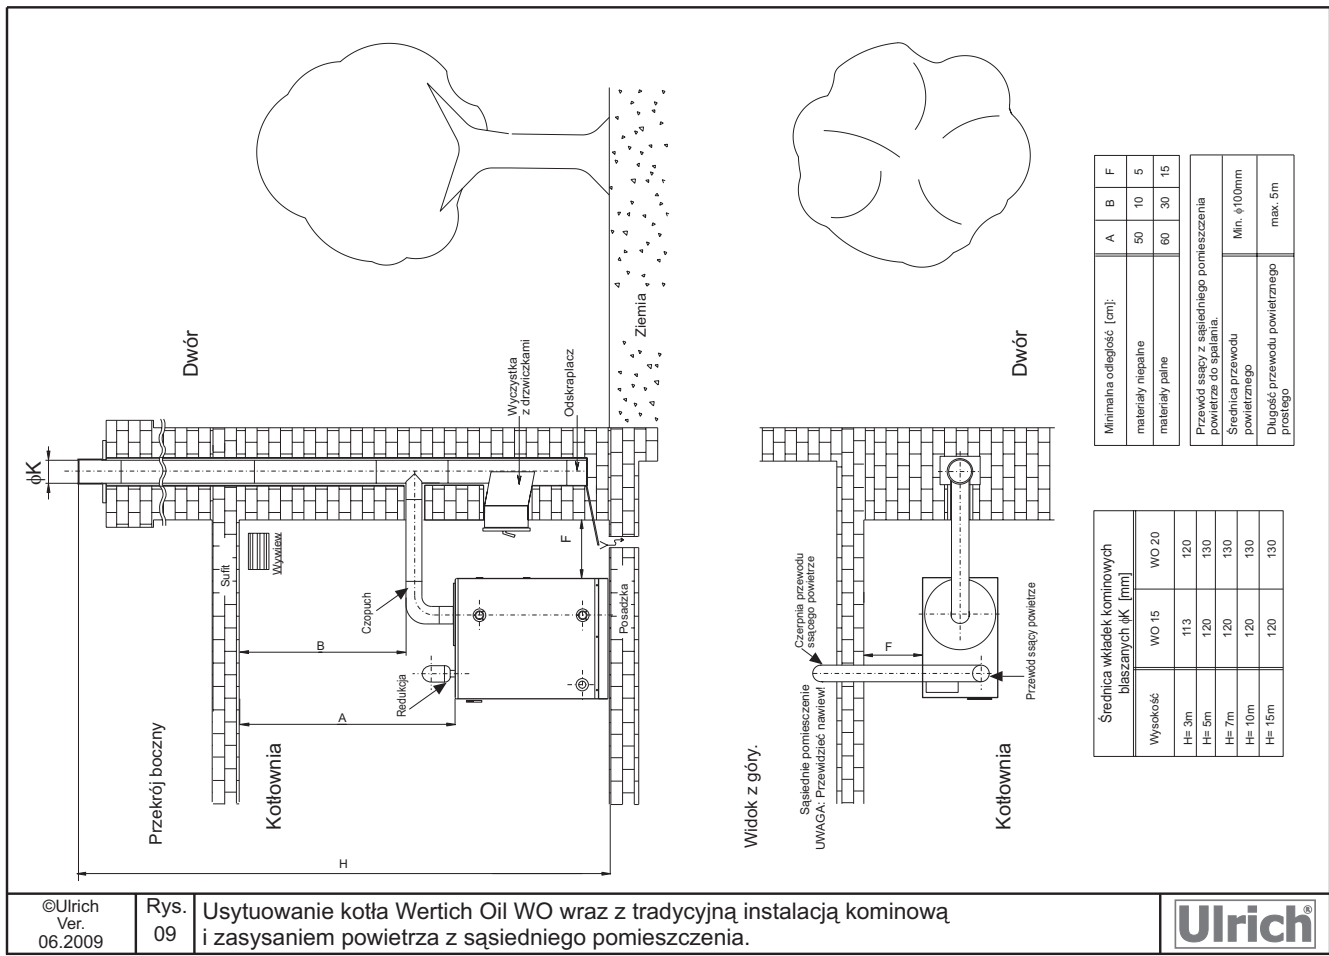 Przekrój boczny
Kotłownia
Dwór
ϕK
H
A
B
F
Sufit
Wywiew
Czopuch
Redukcja
Wyczystka
z drzwiczkami
Odskraplacz
Posadzka
Ziemia
Widok z góry.
Sąsiednie pomiesczenie
UWAGA: Przewidzieć nawiew!
Czerpnia przewodu
ssącego powietrze
F
Przewód ssący powietrze
Kotłownia
Dwór
Minimalna odległość [cm]: A B F
materiały niepalne 50 10 5
materiały palne 60 30 15
Przewód ssący z sąsiedniego pomieszczenia
powietrze do spalania.
Średnica przewodu
powietrznego
Min. ϕ100mm
Długość przewodu powietrznego
prostego
max. 5m
Średnica wkładek kominowych
blaszanych ϕK [mm]
Wysokość WO 15 WO 20
H= 3m 113 120
H= 5m 120 130
H= 7m 120 130
H= 10m 120 130
H= 15m 120 130
©Ulrich
Ver.
06.2009
Rys.
09
Usytuowanie kotła Wertich Oil WO wraz z tradycyjną instalacją kominową
i zasysaniem powietrza z sąsiedniego pomieszczenia.
Ulrich®